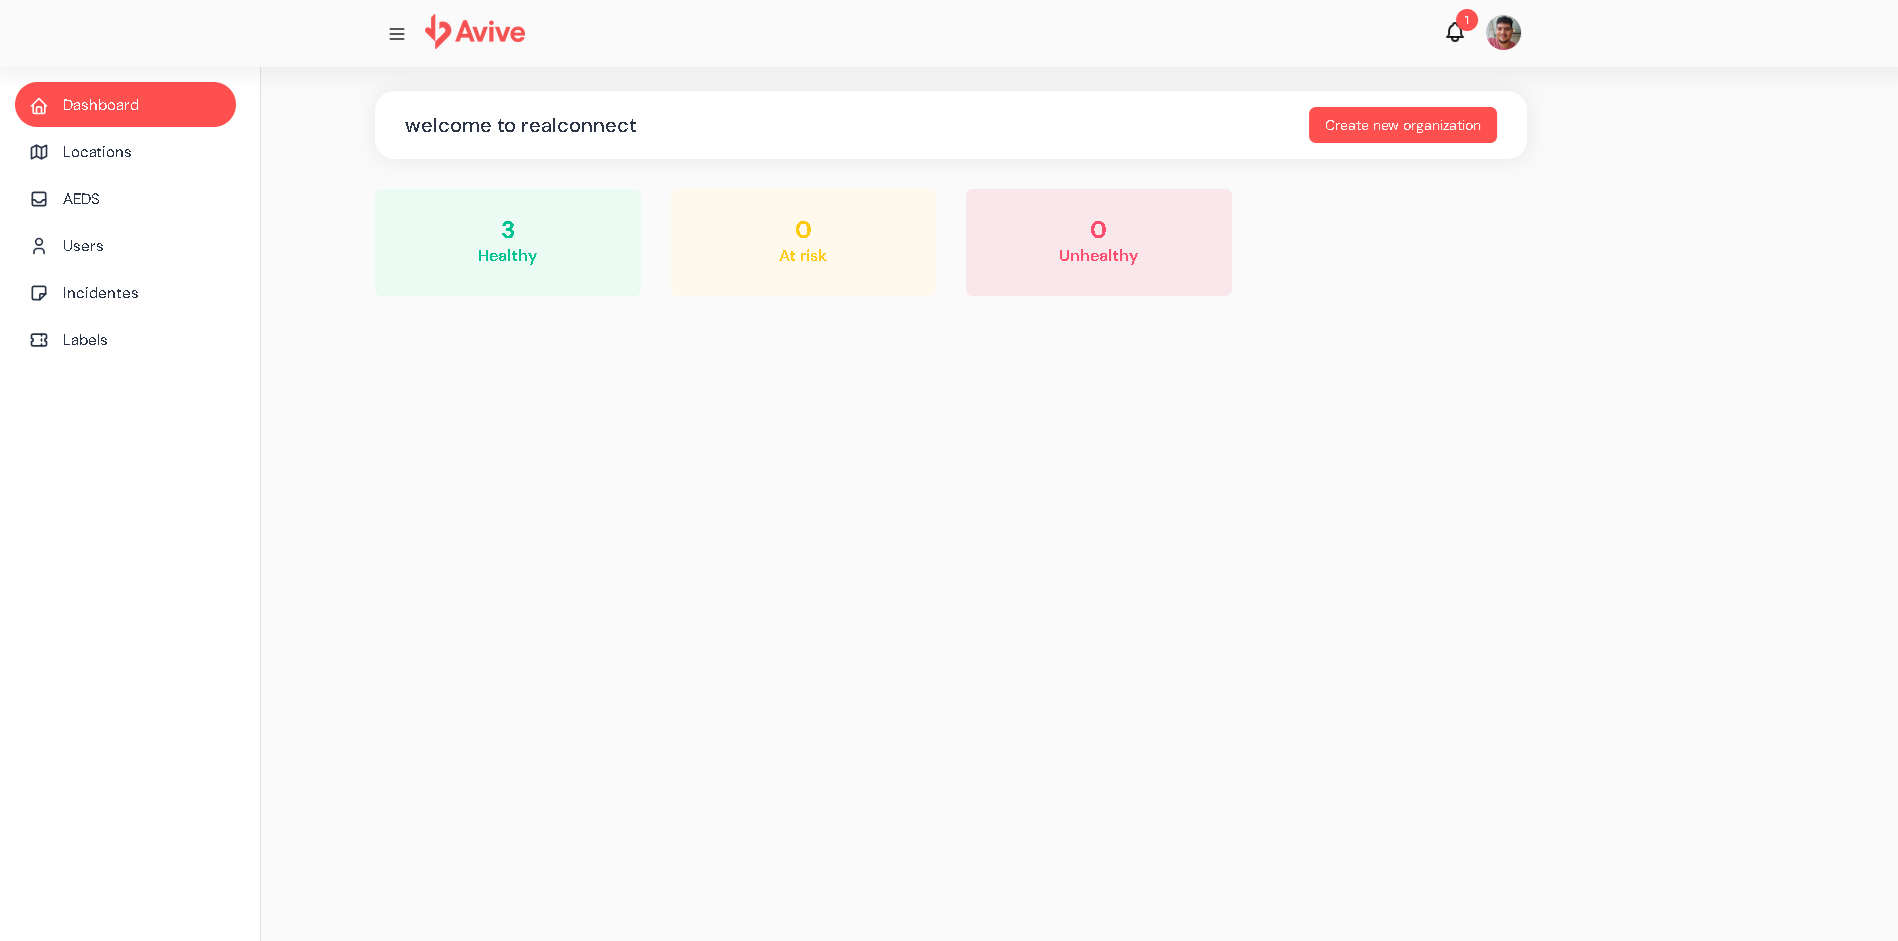 Avive
1
Dashboard
Locations
AEDS
Users
Incidentes
Labels
welcome to realconnect
Create new organization
3
Healthy
0
At risk
0
Unhealthy